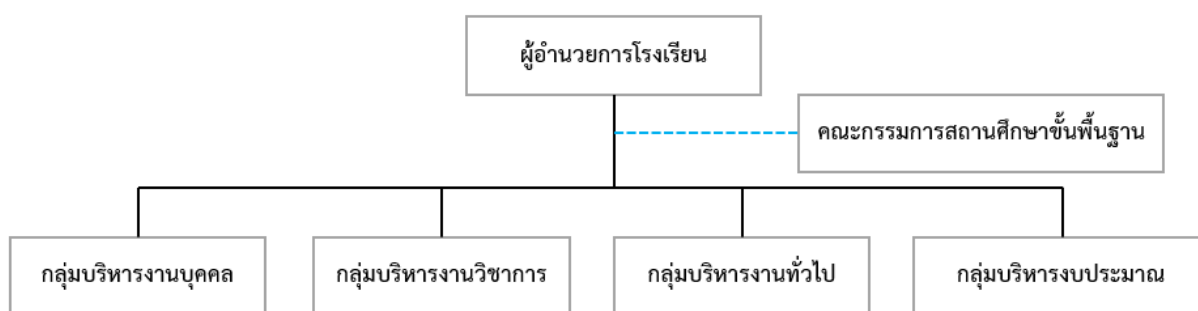 ผู้อำนวยการโรงเรียน
คณะกรรมการสถานศึกษาขั้นพื้นฐาน
กลุ่มบริหารงานบุคคล
กลุ่มบริหารงานวิชาการ
กลุ่มบริหารงานทั่วไป
กลุ่มบริหารงบประมาณ